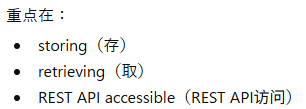 重点在：
• storing（存）
• retrieving（取）
• REST API accessible（REST API访问）